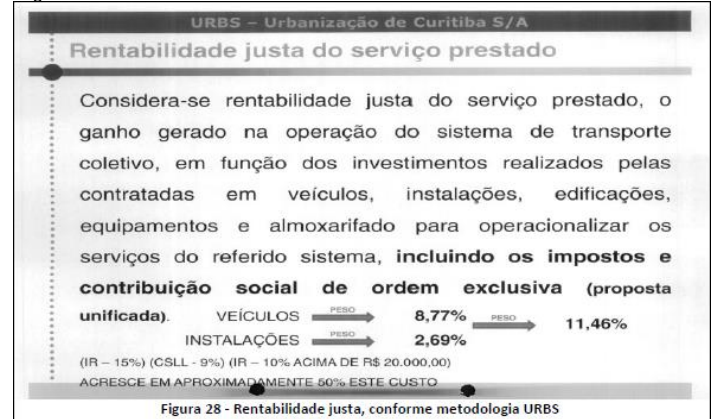 URBS – Urbanização de Curitiba S/A
Rentabilidade justa do serviço prestado
Considera-se rentabilidade justa do serviço prestado, o
ganho gerado na operação do sistema de transporte
coletivo, em função dos investimentos realizados pelas
contratadas em veículos, instalações, edificações,
equipamentos e almoxarifado para operacionalizar os
serviços do referido sistema, incluindo os impostos e
contribuição social de ordem exclusiva (proposta
unificada). VEÍCULOS PESO 8,77% PESO 11,46%
INSTALAÇÕES PESO 2,69%
(IR – 15%) (CSLL - 9%) (IR – 10% ACIMA DE R$ 20.000,00)
ACRESCE EM APROXIMADAMENTE 50% ESTE CUSTO
Figura 28 - Rentabilidade justa, conforme metodologia URBS